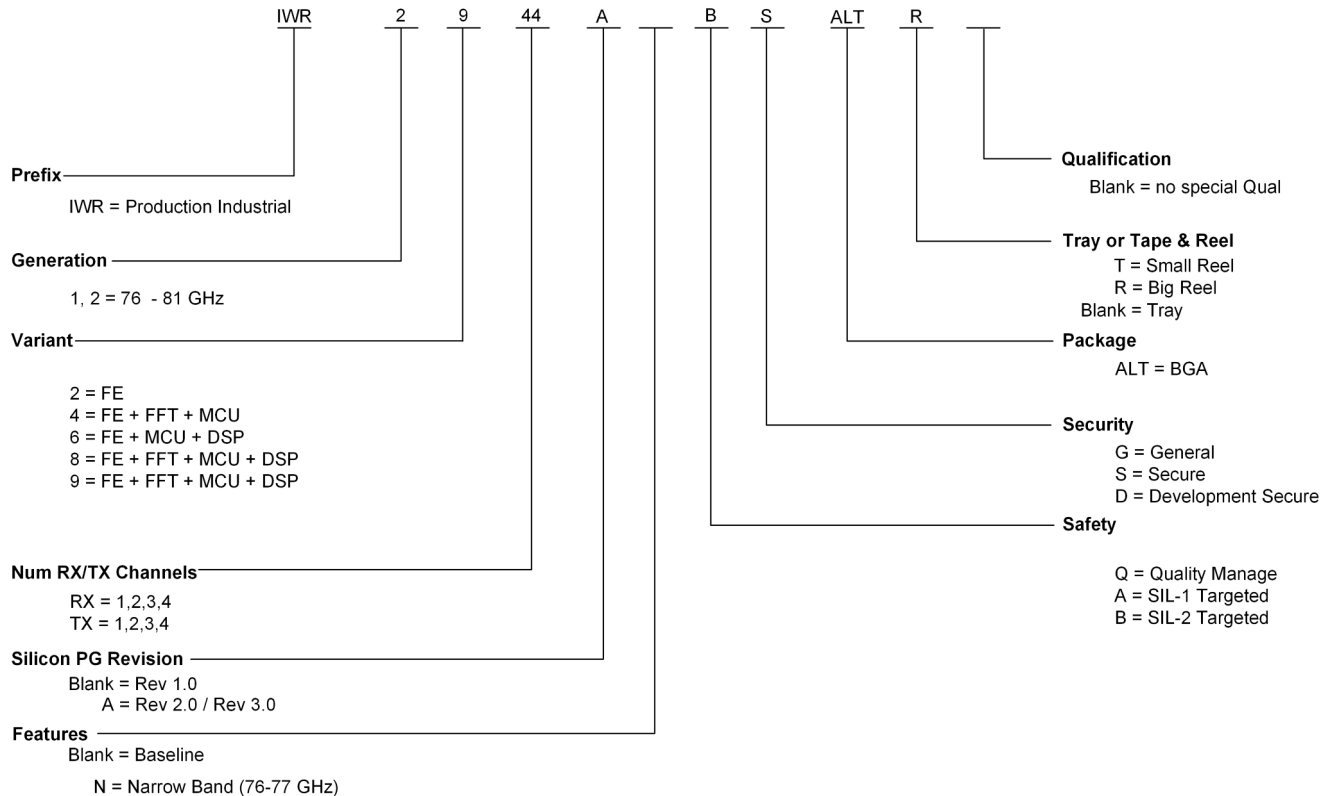 IWR 2 9 44 A B S ALT R
Prefix
IWR = Production Industrial
Generation
1, 2 = 76 - 81 GHz
Variant
2 = FE
4 = FE + FFT + MCU
6 = FE + MCU + DSP
8 = FE + FFT + MCU + DSP
9 = FE + FFT + MCU + DSP
Num RX/TX Channels
RX = 1,2,3,4
TX = 1,2,3,4
Silicon PG Revision
Blank = Rev 1.0
A = Rev 2.0 / Rev 3.0
Features
Blank = Baseline
N = Narrow Band (76-77 GHz)
Qualification
Blank = no special Qual
Tray or Tape & Reel
T = Small Reel
R = Big Reel
Blank = Tray
Package
ALT = BGA
Security
G = General
S = Secure
D = Development Secure
Safety
Q = Quality Manage
A = SIL-1 Targeted
B = SIL-2 Targeted